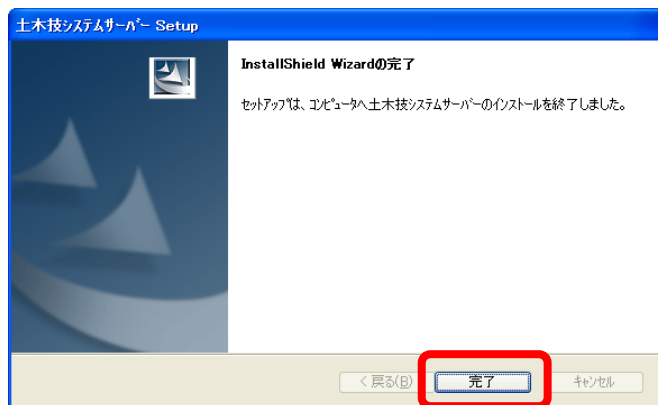 土木技ｼｽﾃﾑｻｰﾊﾞｰ Setup
InstallShield Wizardの完了
ｾｯﾄｱｯﾌﾟは、ｺﾝﾋﾟｭｰﾀへ土木技ｼｽﾃﾑｻｰﾊﾞｰのｲﾝｽﾄｰﾙを終了しました。
< 戻る(B)
完了
ｷｬﾝｾﾙ